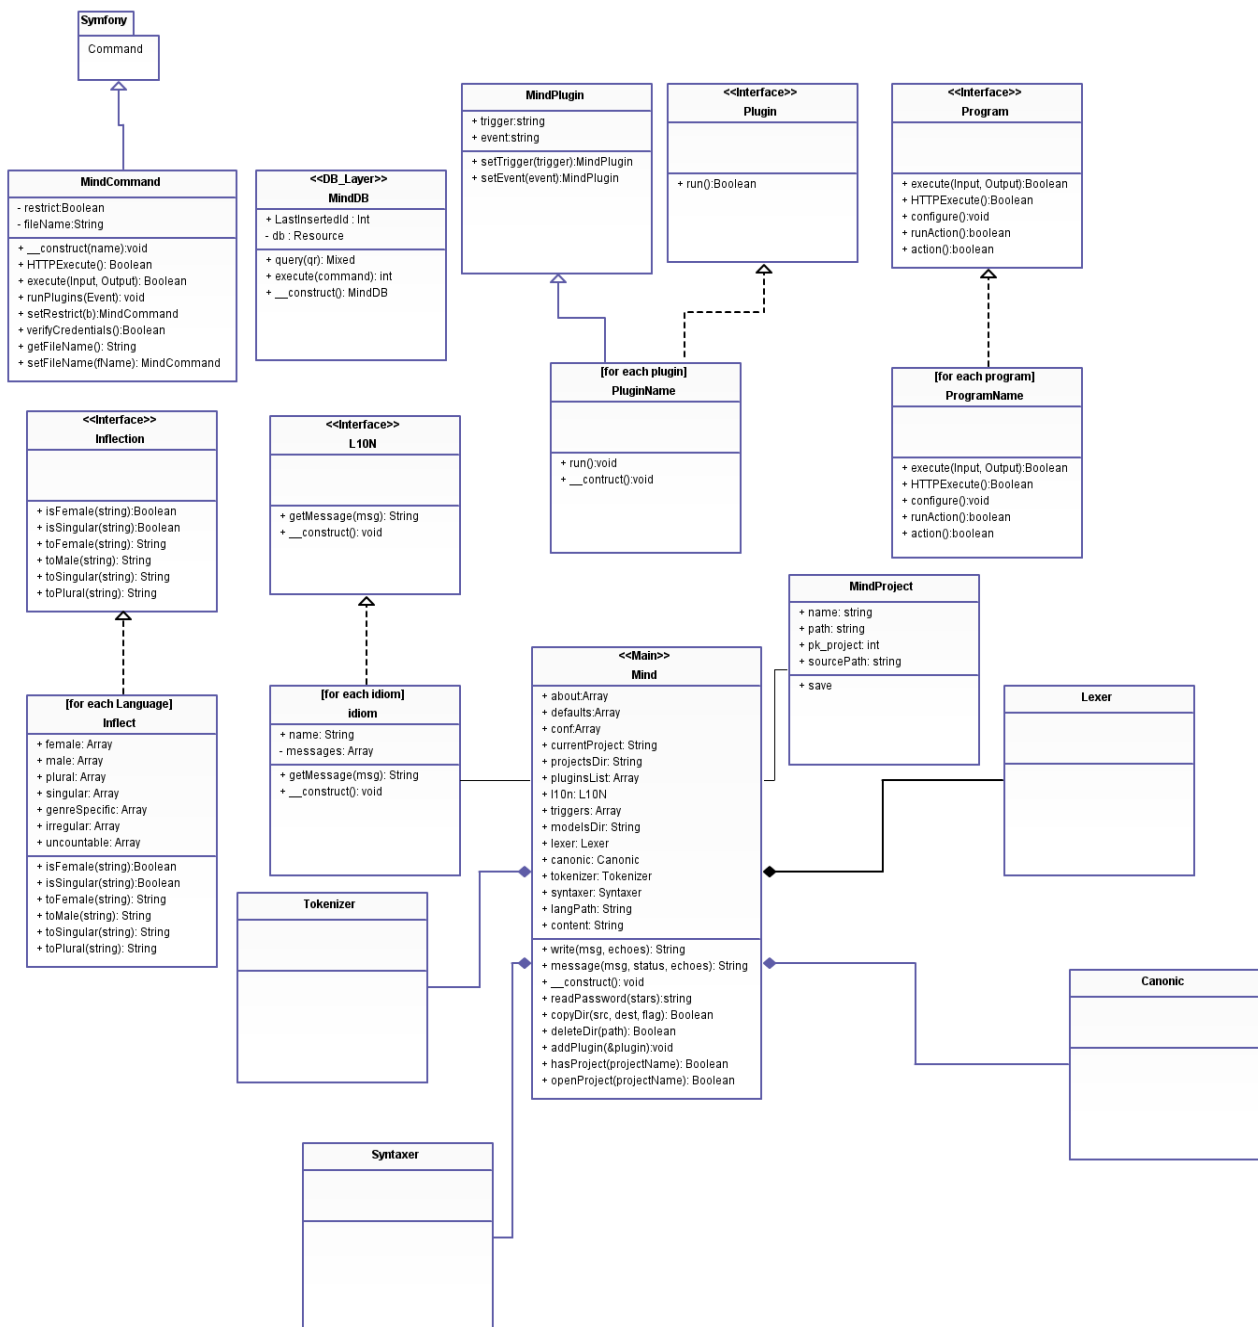 Symfony
Command
MindCommand
- restrict:Boolean
- fileName:String
+ __construct(name):void
+ HTTPExecute(): Boolean
+ execute(Input, Output): Boolean
+ runPlugins(Event): void
+ setRestrict(b):MindCommand
+ verifyCredentials():Boolean
+ getFileName(): String
+ setFileName(fName): MindCommand
<<DB_Layer>>
MindDB
+ LastInsertedId : Int
- db : Resource
+ query(qr): Mixed
+ execute(command): int
+ __construct(): MindDB
MindPlugin
+ trigger:string
+ event:string
+ setTrigger(trigger):MindPlugin
+ setEvent(event):MindPlugin
<<Interface>>
Plugin
+ run():Boolean
<<Interface>>
Program
+ execute(Input, Output):Boolean
+ HTTPExecute():Boolean
+ configure():void
+ runAction():boolean
+ action():boolean
[for each plugin]
PluginName
+ run():void
+ __contruct():void
[for each program]
ProgramName
+ execute(Input, Output):Boolean
+ HTTPExecute():Boolean
+ configure():void
+ runAction():boolean
+ action():boolean
<<Interface>>
Inflection
+ isFemale(string):Boolean
+ isSingular(string):Boolean
+ toFemale(string): String
+ toMale(string): String
+ toSingular(string): String
+ toPlural(string): String
<<Interface>>
L10N
+ getMessage(msg): String
+ __construct(): void
[for each Language]
Inflect
+ female: Array
+ male: Array
+ plural: Array
+ singular: Array
+ genreSpecific: Array
+ irregular: Array
+ uncountable: Array
+ isFemale(string):Boolean
+ isSingular(string):Boolean
+ toFemale(string): String
+ toMale(string): String
+ toSingular(string): String
+ toPlural(string): String
[for each idiom]
idiom
+ name: String
- messages: Array
+ getMessage(msg): String
+ __construct(): void
<<Main>>
Mind
+ about:Array
+ defaults:Array
+ conf:Array
+ currentProject: String
+ projectsDir: String
+ pluginsList: Array
+ l10n: L10N
+ triggers: Array
+ modelsDir: String
+ lexer: Lexer
+ canonic: Canonic
+ tokenizer: Tokenizer
+ syntaxer: Syntaxer
+ langPath: String
+ content: String
+ write(msg, echoes): String
+ message(msg, status, echoes): String
+ __construct(): void
+ readPassword(stars):string
+ copyDir(src, dest, flag): Boolean
+ deleteDir(path): Boolean
+ addPlugin(&plugin):void
+ hasProject(projectName): Boolean
+ openProject(projectName): Boolean
MindProject
+ name: string
+ path: string
+ pk_project: int
+ sourcePath: string
+ save
Lexer
Tokenizer
Canonic
Syntaxer